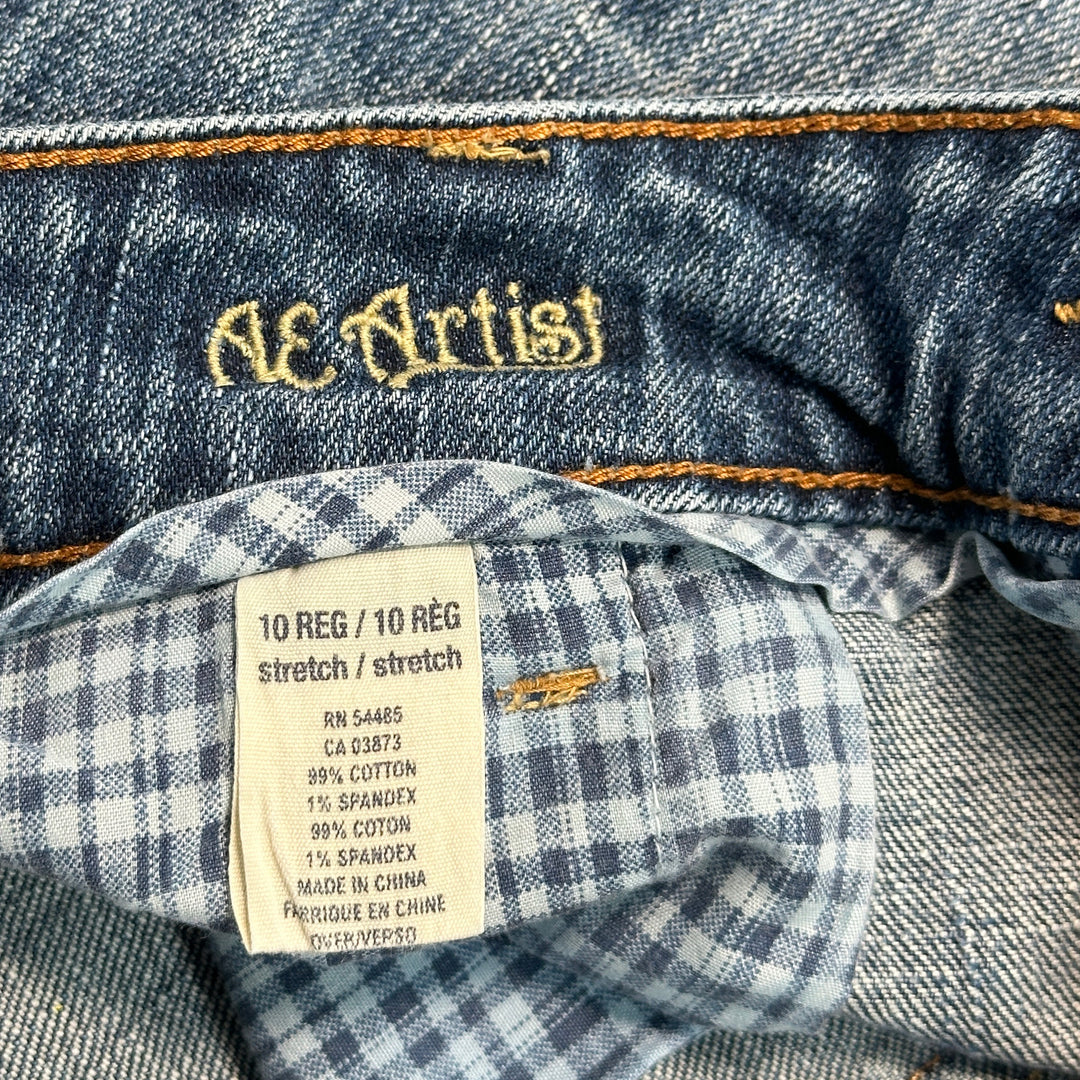 AE Artist
10 REG / 10 RÈG
stretch / stretch
RN 54485
CA 03873
99% COTTON
1% SPANDEX
99% COTON
1% SPANDEX
MADE IN CHINA
FABRIQUE EN CHINE
OVER/VERSO